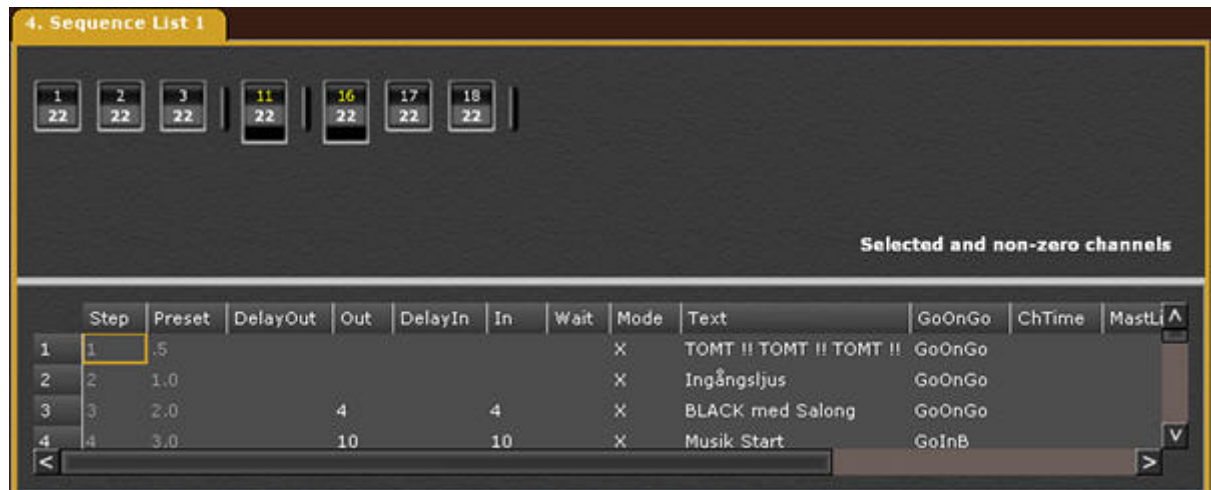 4. Sequence List 1
1 2 3 11 16 17 18
22 22 22 22 22 22 22
Selected and non-zero channels
Step Preset DelayOut Out DelayIn In Wait Mode Text GoOnGo ChTime MastLi
1 1 .5 X TOMT !! TOMT !! TOMT !! GoOnGo
2 2 1.0 X Ingångsljus GoOnGo
3 3 2.0 4 4 X BLACK med Salong GoOnGo
4 4 3.0 10 10 X Musik Start GoInB